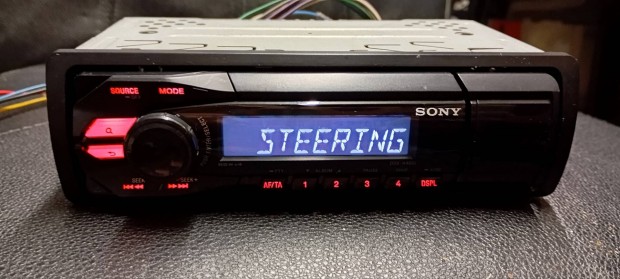 SOURCE MODE
SONY
STEERING
SEEK SEEK+
AF/TA 1 2 3 4 DSPL